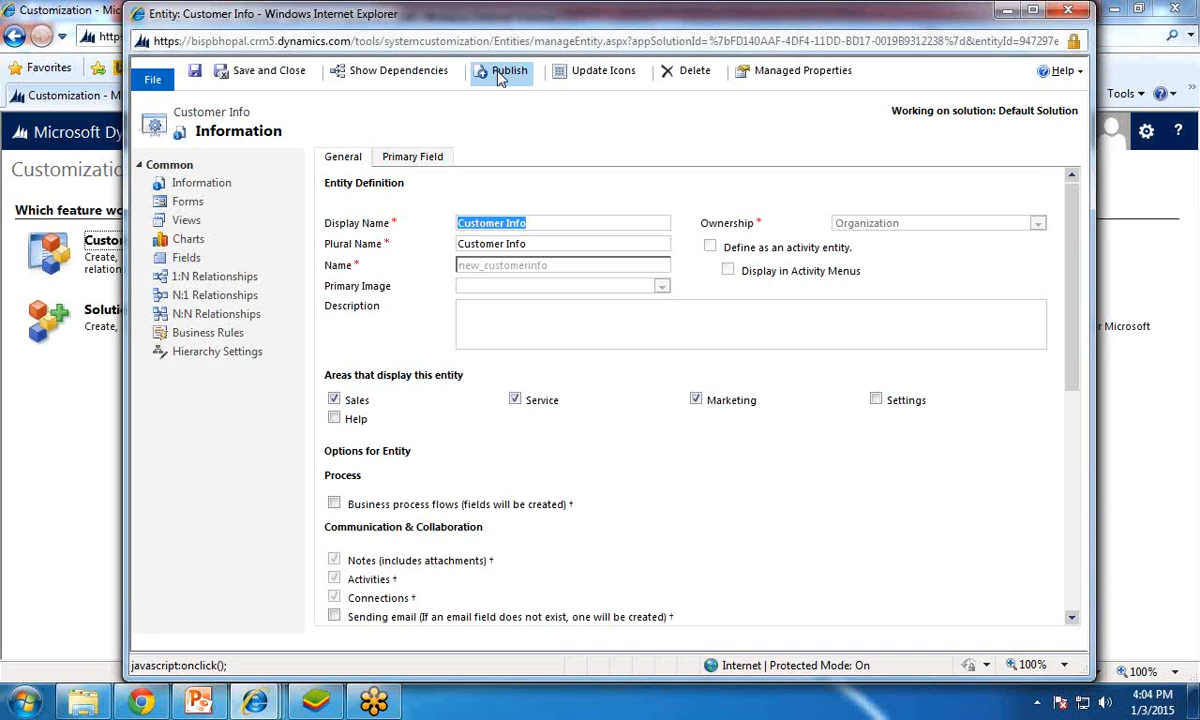 Customization - Mic
Entity: Customer Info - Windows Internet Explorer
https
https://bispbhopal.crm5.dynamics.com/tools/systemcustomization/Entities/manageEntity.aspx?appSolutionId=%7bFD140AAF-4DF4-11DD-BD17-0019B9312238%7d&entityId=947297e
Favorites
File
Save and Close
Show Dependencies
Publish
Update Icons
Delete
Managed Properties
Help
Customization - M
Tools
Customer Info
Information
Working on solution: Default Solution
Microsoft Dy
?
Customization
Which feature wo
Custo
Create,
relation
Soluti
Create,
r Microsoft
Common
Information
Forms
Views
Charts
Fields
1:N Relationships
N:1 Relationships
N:N Relationships
Business Rules
Hierarchy Settings
General
Primary Field
Entity Definition
Display Name *
Customer Info
Ownership *
Organization
Plural Name *
Customer Info
Define as an activity entity.
Name *
new_customerinfo
Display in Activity Menus
Primary Image
Description
Areas that display this entity
Sales
Service
Marketing
Settings
Help
Options for Entity
Process
Business process flows (fields will be created) †
Communication & Collaboration
Notes (includes attachments) †
Activities †
Connections †
Sending email (If an email field does not exist, one will be created) †
javascript:onclick();
Internet | Protected Mode: On
100%
100%
4:04 PM
1/3/2015